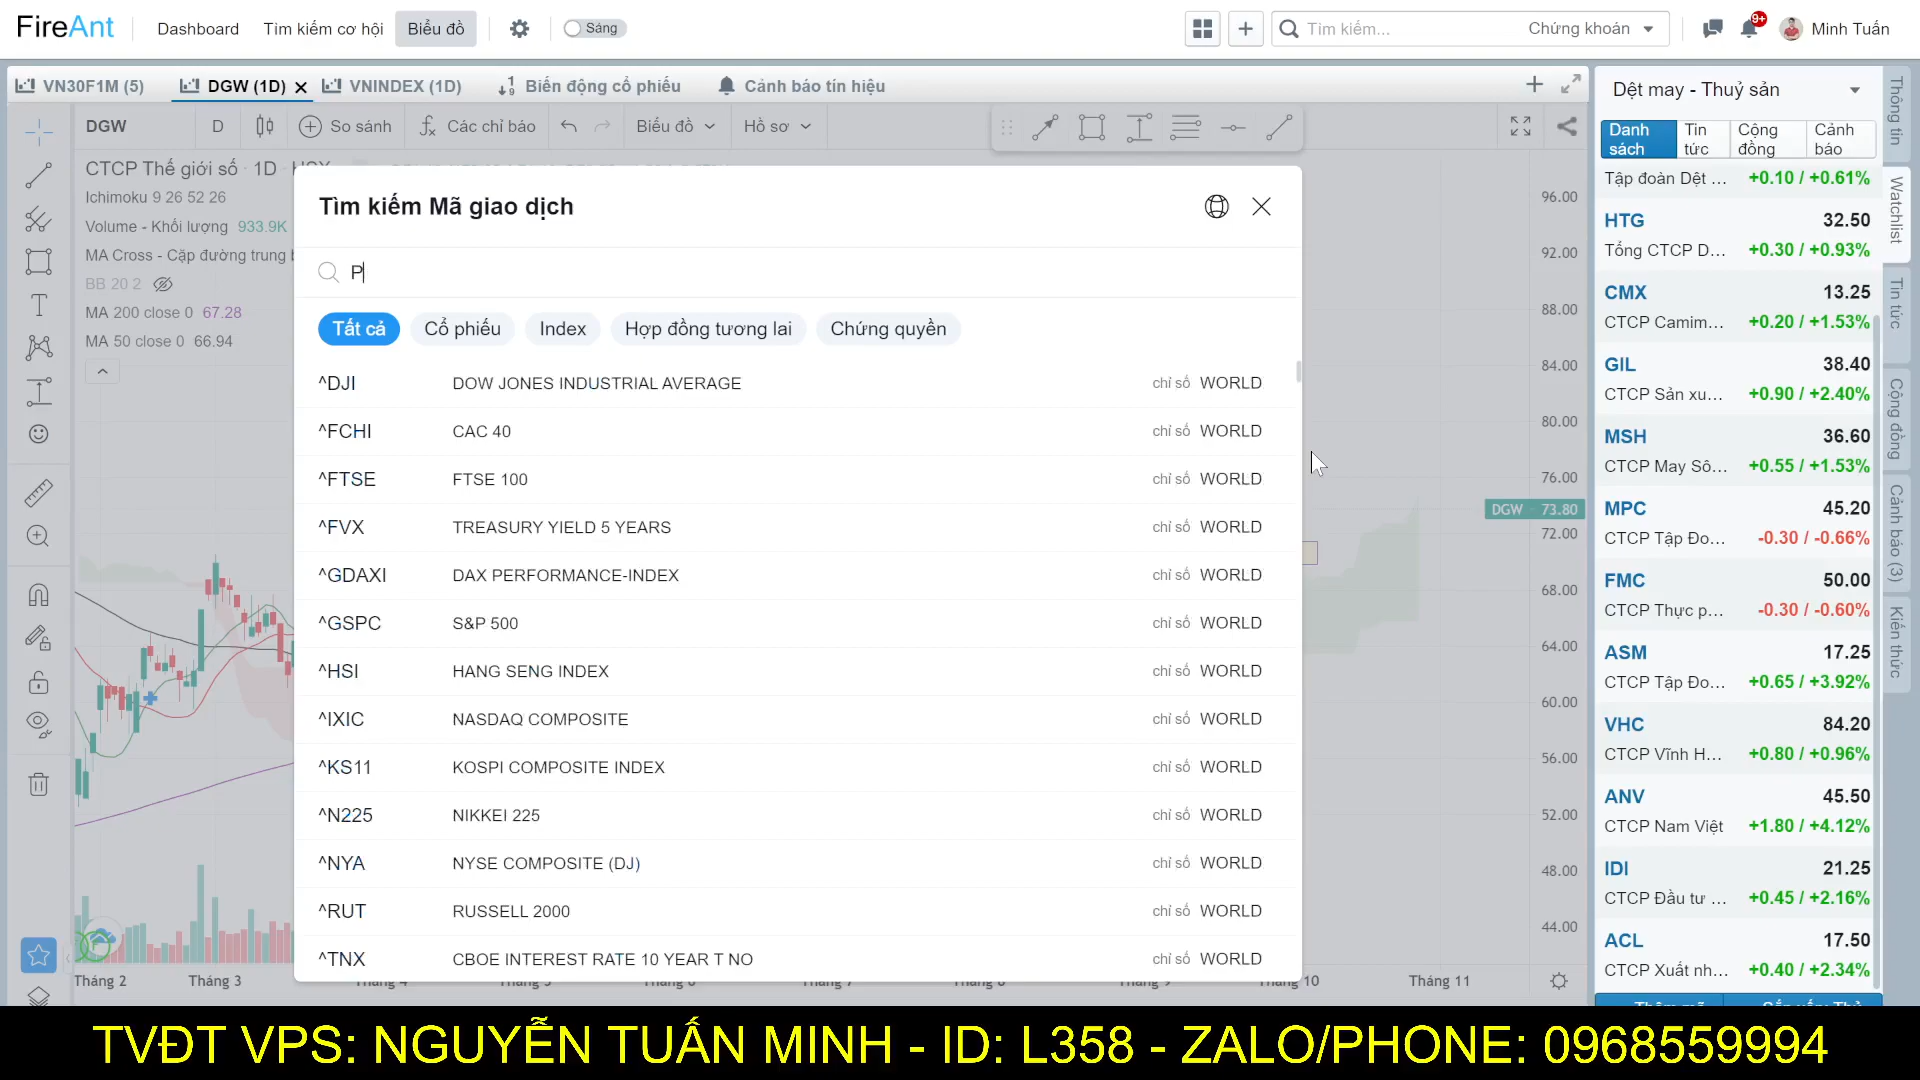 FireAnt
Dashboard
Tìm kiếm cơ hội
Biểu đồ
Sáng
Tìm kiếm...
Chứng khoán
9+
Minh Tuấn
VN30F1M (5)
DGW (1D)
VNINDEX (1D)
Biến động cổ phiếu
Cảnh báo tín hiệu
DGW
D
So sánh
Các chỉ báo
Biểu đồ
Hồ sơ
CTCP Thế giới số · 1D ·
Ichimoku 9 26 52 26
Volume - Khối lượng 933.9K
MA Cross - Cặp đường trung
BB 20 2
MA 200 close 0 67.28
MA 50 close 0 66.94
Tìm kiếm Mã giao dịch
P
Tất cả
Cổ phiếu
Index
Hợp đồng tương lai
Chứng quyền
^DJI DOW JONES INDUSTRIAL AVERAGE chỉ số WORLD
^FCHI CAC 40 chỉ số WORLD
^FTSE FTSE 100 chỉ số WORLD
^FVX TREASURY YIELD 5 YEARS chỉ số WORLD
^GDAXI DAX PERFORMANCE-INDEX chỉ số WORLD
^GSPC S&P 500 chỉ số WORLD
^HSI HANG SENG INDEX chỉ số WORLD
^IXIC NASDAQ COMPOSITE chỉ số WORLD
^KS11 KOSPI COMPOSITE INDEX chỉ số WORLD
^N225 NIKKEI 225 chỉ số WORLD
^NYA NYSE COMPOSITE (DJ) chỉ số WORLD
^RUT RUSSELL 2000 chỉ số WORLD
^TNX CBOE INTEREST RATE 10 YEAR T NO chỉ số WORLD
96.00
92.00
88.00
84.00
80.00
76.00
DGW 73.80
72.00
68.00
64.00
60.00
56.00
52.00
48.00
44.00
Tháng 2
Tháng 3
Tháng 4
Tháng 5
Tháng 6
Tháng 7
Tháng 8
Tháng 9
Tháng 10
Tháng 11
Dệt may - Thuỷ sản
Danh sách
Tin tức
Cộng đồng
Cảnh báo
Tập đoàn Dệt ... +0.10 / +0.61%
HTG 32.50
Tổng CTCP D... +0.30 / +0.93%
CMX 13.25
CTCP Camim... +0.20 / +1.53%
GIL 38.40
CTCP Sản xu... +0.90 / +2.40%
MSH 36.60
CTCP May Sô... +0.55 / +1.53%
MPC 45.20
CTCP Tập Đo... -0.30 / -0.66%
FMC 50.00
CTCP Thực p... -0.30 / -0.60%
ASM 17.25
CTCP Tập Đo... +0.65 / +3.92%
VHC 84.20
CTCP Vĩnh H... +0.80 / +0.96%
ANV 45.50
CTCP Nam Việt +1.80 / +4.12%
IDI 21.25
CTCP Đầu tư ... +0.45 / +2.16%
ACL 17.50
CTCP Xuất nh... +0.40 / +2.34%
Thông tin
Watchlist
Tin tức
Cộng đồng
Cảnh báo (3)
Kiến thức
TVĐT VPS: NGUYỄN TUẤN MINH - ID: L358 - ZALO/PHONE: 0968559994